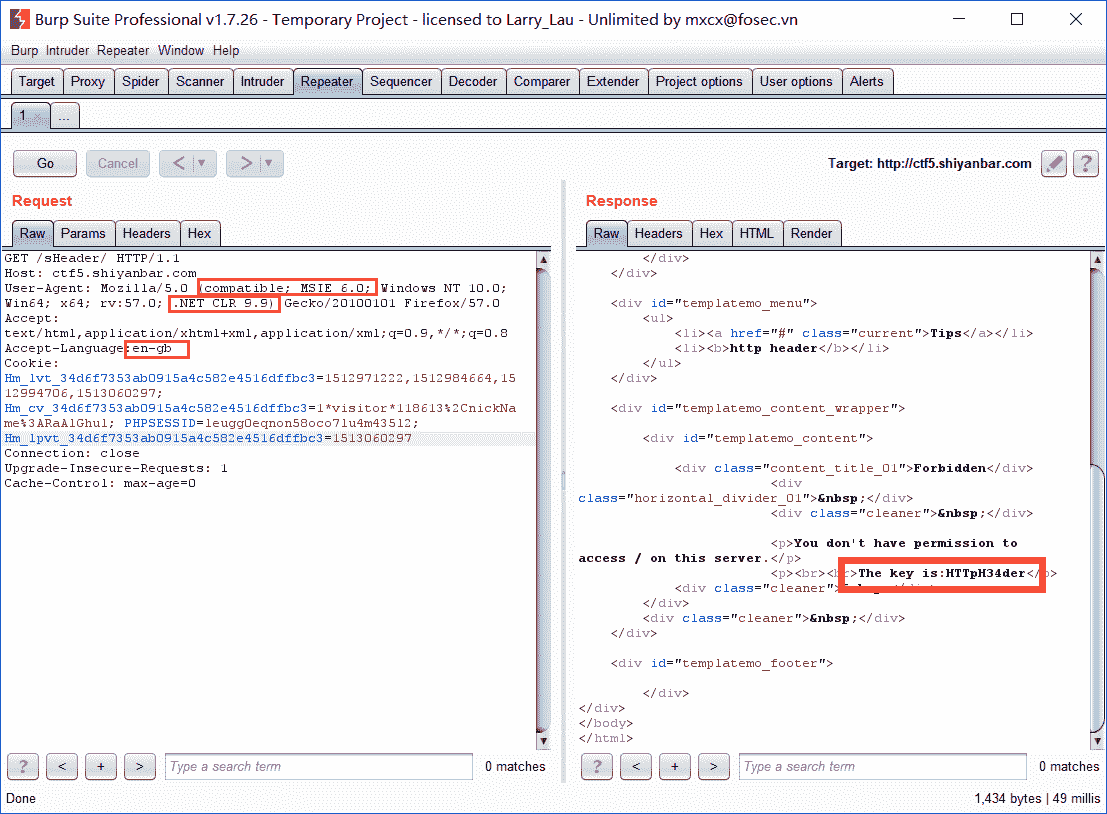 Burp Suite Professional v1.7.26 - Temporary Project - licensed to Larry_Lau - Unlimited by mxcx@fosec.vn
Burp Intruder Repeater Window Help
Target Proxy Spider Scanner Intruder Repeater Sequencer Decoder Comparer Extender Project options User options Alerts
1 × ...
Go Cancel < ▼ > ▼ Target: http://ctf5.shiyanbar.com ?
Request
Raw Params Headers Hex
GET /sHeader/ HTTP/1.1
Host: ctf5.shiyanbar.com
User-Agent: Mozilla/5.0 (compatible; MSIE 6.0; Windows NT 10.0;
Win64; x64; rv:57.0; .NET CLR 9.9) Gecko/20100101 Firefox/57.0
Accept:
text/html,application/xhtml+xml,application/xml;q=0.9,*/*;q=0.8
Accept-Language:en-gb
Cookie:
Hm_lvt_34d6f7353ab0915a4c582e4516dffbc3=1512971222,1512984664,15
12994706,1513060297;
Hm_cv_34d6f7353ab0915a4c582e4516dffbc3=1*visitor*118613%2CnickNa
me%3ARaAlGhul; PHPSESSID=leugg0eqnon58oco7lu4m43512;
Hm_lpvt_34d6f7353ab0915a4c582e4516dffbc3=1513060297
Connection: close
Upgrade-Insecure-Requests: 1
Cache-Control: max-age=0
? < + > Type a search term 0 matches
Response
Raw Headers Hex HTML Render
</div>
</div>
<div id="templatemo_menu">
<ul>
<li><a href="#" class="current">Tips</a></li>
<li><b>http header</b></li>
</ul>
</div>
<div id="templatemo_content_wrapper">
<div id="templatemo_content">
<div class="content_title_01">Forbidden</div>
<div
class="horizontal_divider_01">&nbsp;</div>
<div class="cleaner">&nbsp;</div>
<p>You don't have permission to
access / on this server.</p>
<p><br><br>The key is:HTTpH34der</p>
<div class="cleaner">
</div>
<div class="cleaner">&nbsp;</div>
</div>
<div id="templatemo_footer">
</div>
</div>
</body>
</html>
? < + > Type a search term 0 matches
Done
1,434 bytes | 49 millis